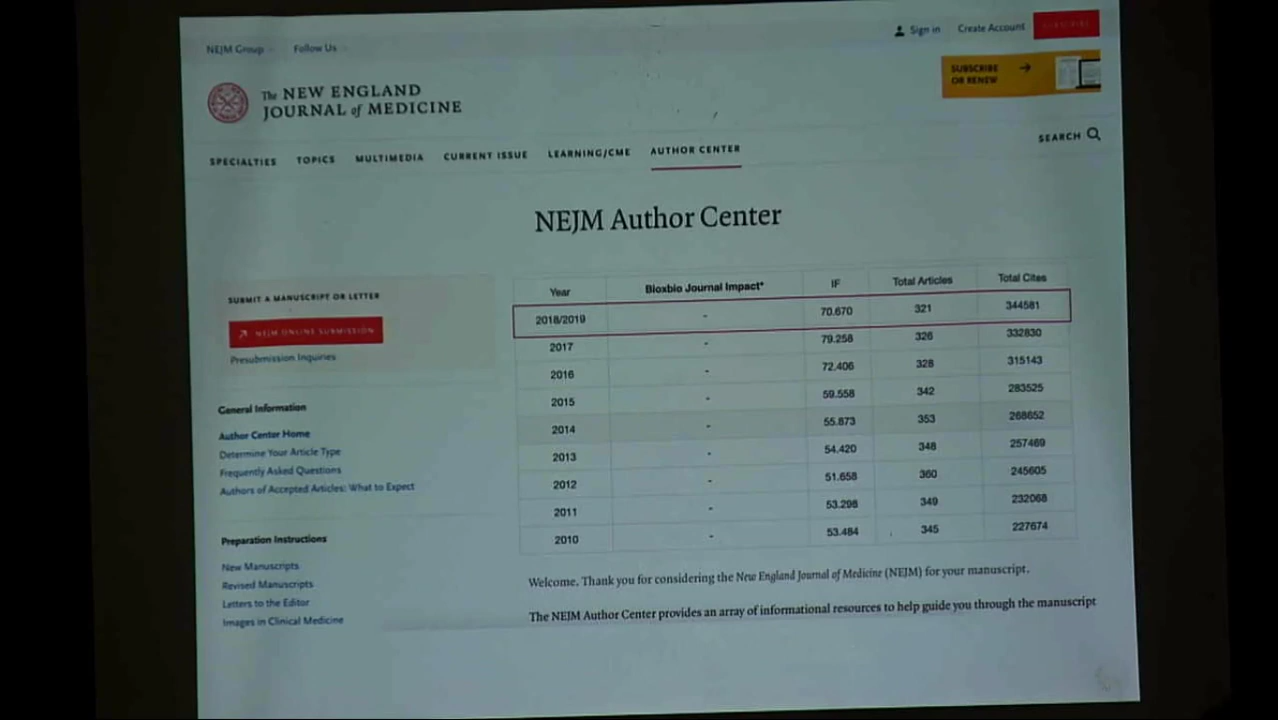 NEJM Group
Follow Us
Sign in
Create Account
SUBSCRIBE
SUBSCRIBE OR RENEW
The NEW ENGLAND
JOURNAL of MEDICINE
SEARCH
SPECIALTIES TOPICS MULTIMEDIA CURRENT ISSUE LEARNING/CME AUTHOR CENTER
NEJM Author Center
SUBMIT A MANUSCRIPT OR LETTER
NEJM ONLINE SUBMISSION
Presubmission Inquiries
General Information
Author Center Home
Determine Your Article Type
Frequently Asked Questions
Authors of Accepted Articles: What to Expect
Preparation Instructions
New Manuscripts
Revised Manuscripts
Letters to the Editor
Images in Clinical Medicine
Year Bioxbio Journal Impact* IF Total Articles Total Cites
2018/2019 - 70.670 321 344581
2017 - 79.258 326 332830
2016 - 72.406 328 315143
2015 - 59.558 342 283525
2014 - 55.873 353 268652
2013 - 54.420 348 257469
2012 - 51.658 360 245605
2011 - 53.298 349 232068
2010 - 53.484 345 227674
Welcome. Thank you for considering the New England Journal of Medicine (NEJM) for your manuscript.
The NEJM Author Center provides an array of informational resources to help guide you through the manuscript